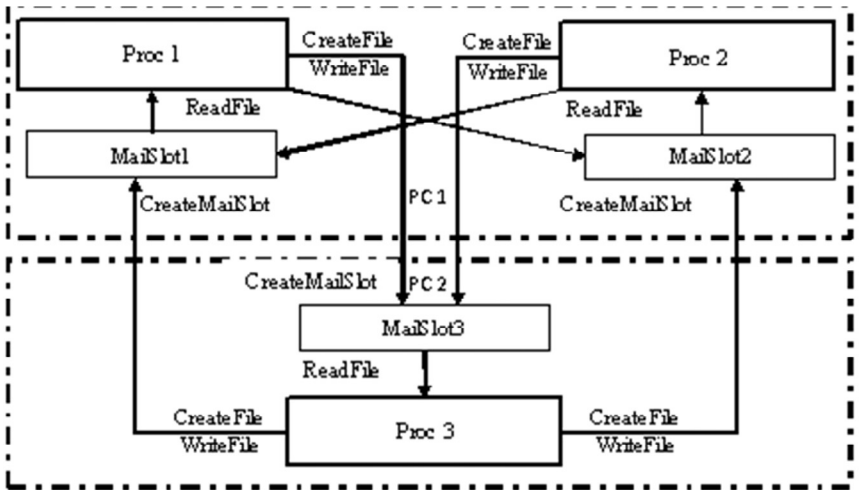 Proc 1
CreateFile
WriteFile
CreateFile
WriteFile
Proc 2
ReadFile
ReadFile
MailSlot1
MailSlot2
CreateMailSlot
PC 1
CreateMailSlot
CreateMailSlot
PC 2
MailSlot3
ReadFile
CreateFile
WriteFile
Proc 3
CreateFile
WriteFile